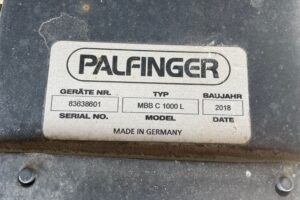 PALFINGER
GERÄTE NR. TYP BAUJAHR
83638601 MBB C 1000 L 2018
SERIAL NO. MODEL DATE
MADE IN GERMANY